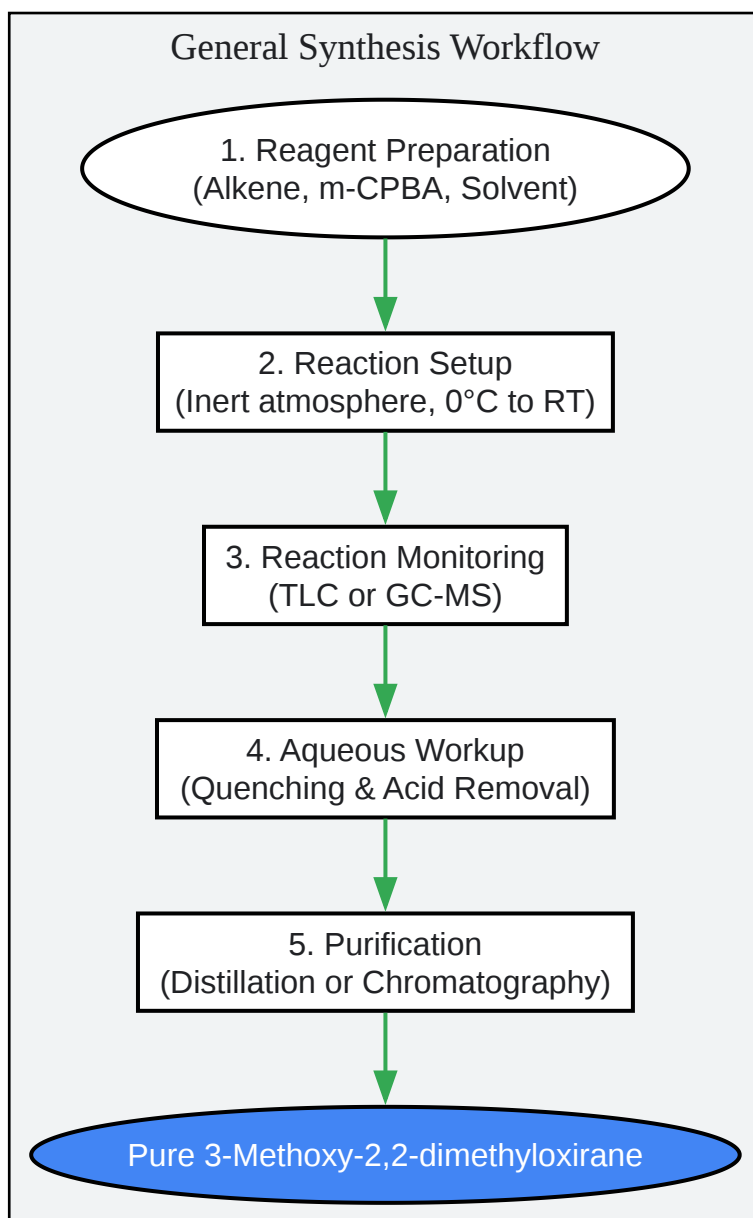 General Synthesis Workflow
1. Reagent Preparation
(Alkene, m-CPBA, Solvent)
2. Reaction Setup
(Inert atmosphere, 0°C to RT)
3. Reaction Monitoring
(TLC or GC-MS)
4. Aqueous Workup
(Quenching & Acid Removal)
5. Purification
(Distillation or Chromatography)
Pure 3-Methoxy-2,2-dimethyloxirane